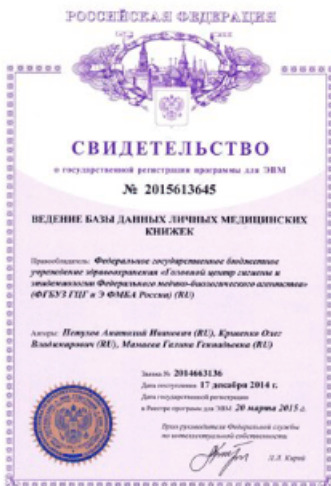 РОССИЙСКАЯ ФЕДЕРАЦИЯ
СВИДЕТЕЛЬСТВО
о государственной регистрации программы для ЭВМ
№ 2015613645
ВЕДЕНИЕ БАЗЫ ДАННЫХ ЛИЧНЫХ МЕДИЦИНСКИХ
КНИЖЕК
Правообладатель: Федеральное государственное бюджетное
учреждение здравоохранения «Головной центр гигиены и
эпидемиологии Федерального медико-биологического агентства»
(ФГБУЗ ГЦГ и Э ФМБА России) (RU)
Авторы: Петухов Анатолий Иванович (RU), Олег
Владимирович (RU), Галина Геннадьевна (RU)
Заявка № 2014663136
Дата поступления 17 декабря 2014 г.
Дата государственной регистрации
в Реестре программ для ЭВМ 20 марта 2015 г.
Врио руководителя Федеральной службы
по интеллектуальной собственности
Л.Л. Кирий